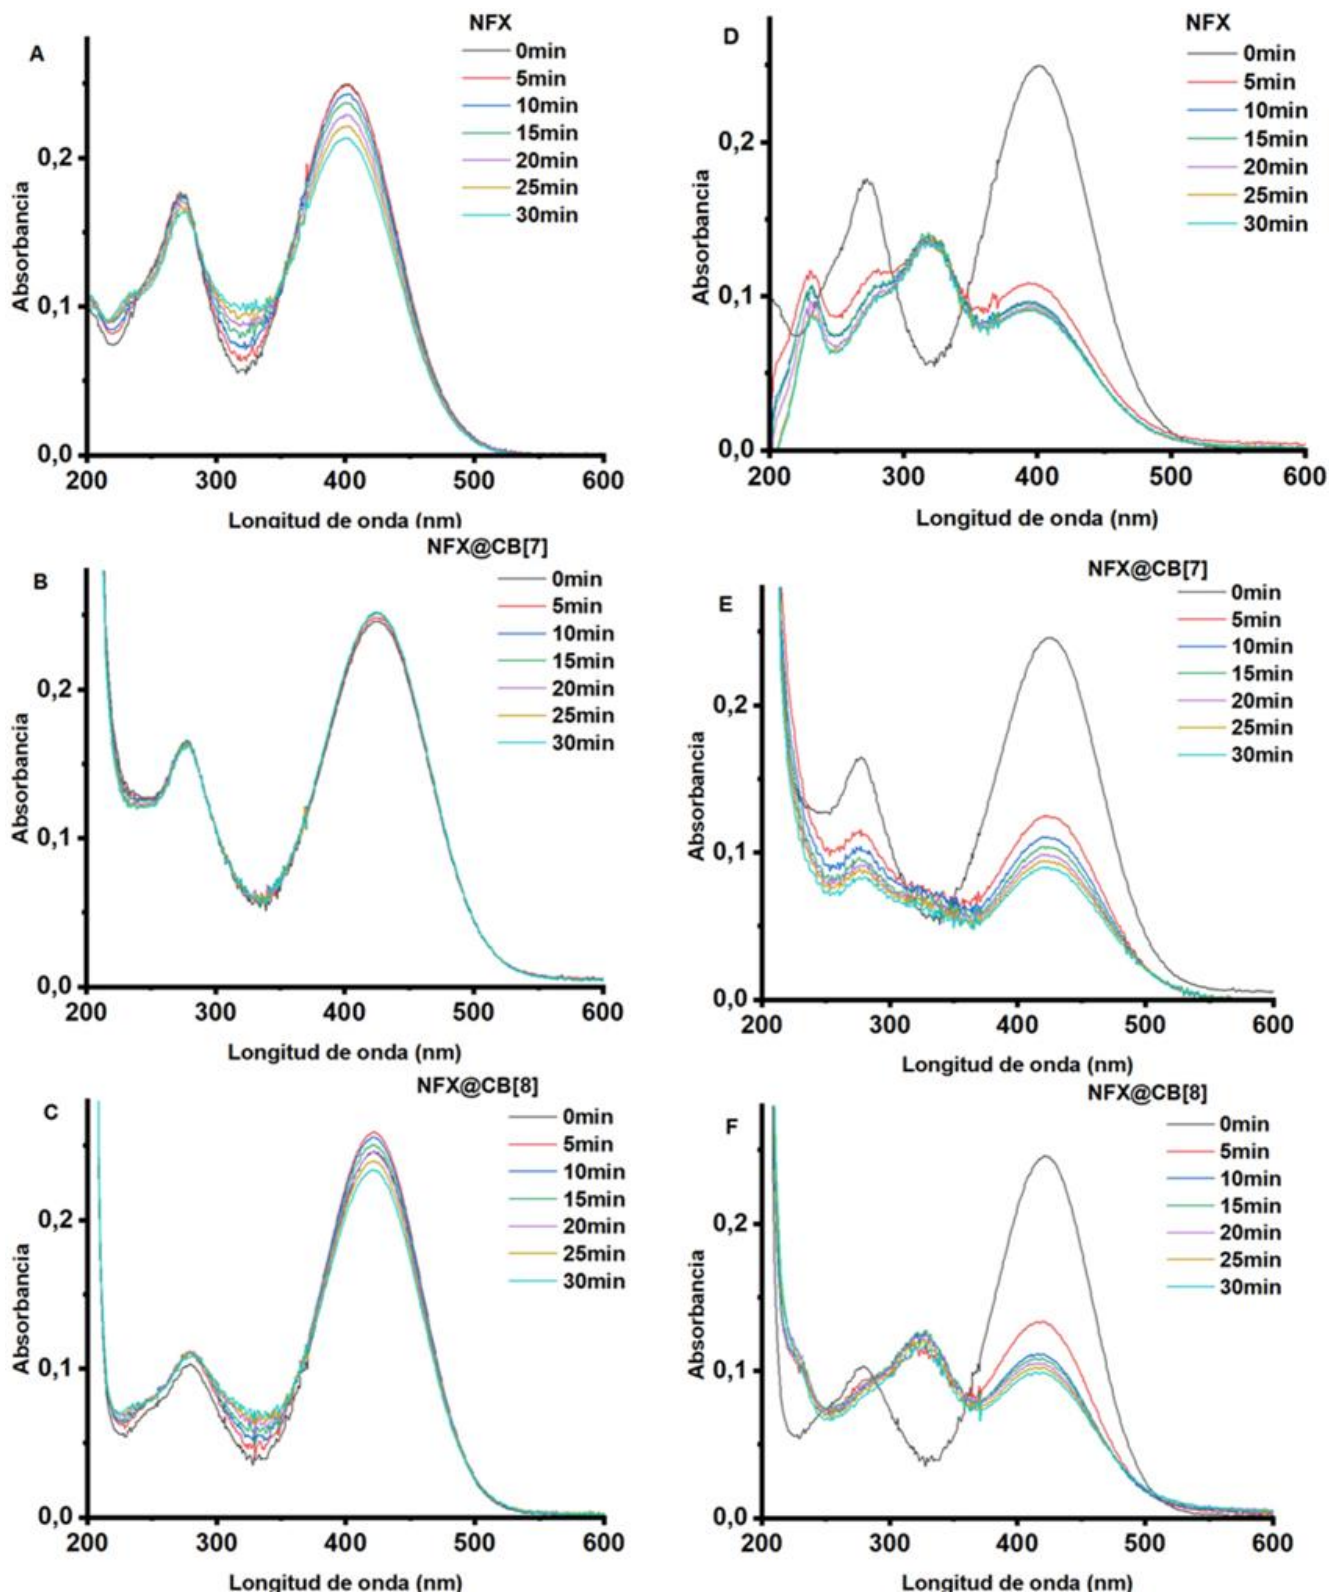 A
NFX
0min
5min
10min
15min
20min
25min
30min
0,2
0,1
0,0
Absorbancia
200 300 400 500 600
Longitud de onda (nm)
D
NFX
0min
5min
10min
15min
20min
25min
30min
0,2
0,1
0,0
Absorbancia
200 300 400 500 600
Longitud de onda (nm)
B
NFX@CB[7]
0min
5min
10min
15min
20min
25min
30min
0,2
0,1
0,0
Absorbancia
200 300 400 500 600
Longitud de onda (nm)
E
NFX@CB[7]
0min
5min
10min
15min
20min
25min
30min
0,2
0,1
0,0
Absorbancia
200 300 400 500 600
Longitud de onda (nm)
C
NFX@CB[8]
0min
5min
10min
15min
20min
25min
30min
0,2
0,1
0,0
Absorbancia
200 300 400 500 600
Longitud de onda (nm)
F
NFX@CB[8]
0min
5min
10min
15min
20min
25min
30min
0,2
0,1
0,0
Absorbancia
200 300 400 500 600
Longitud de onda (nm)